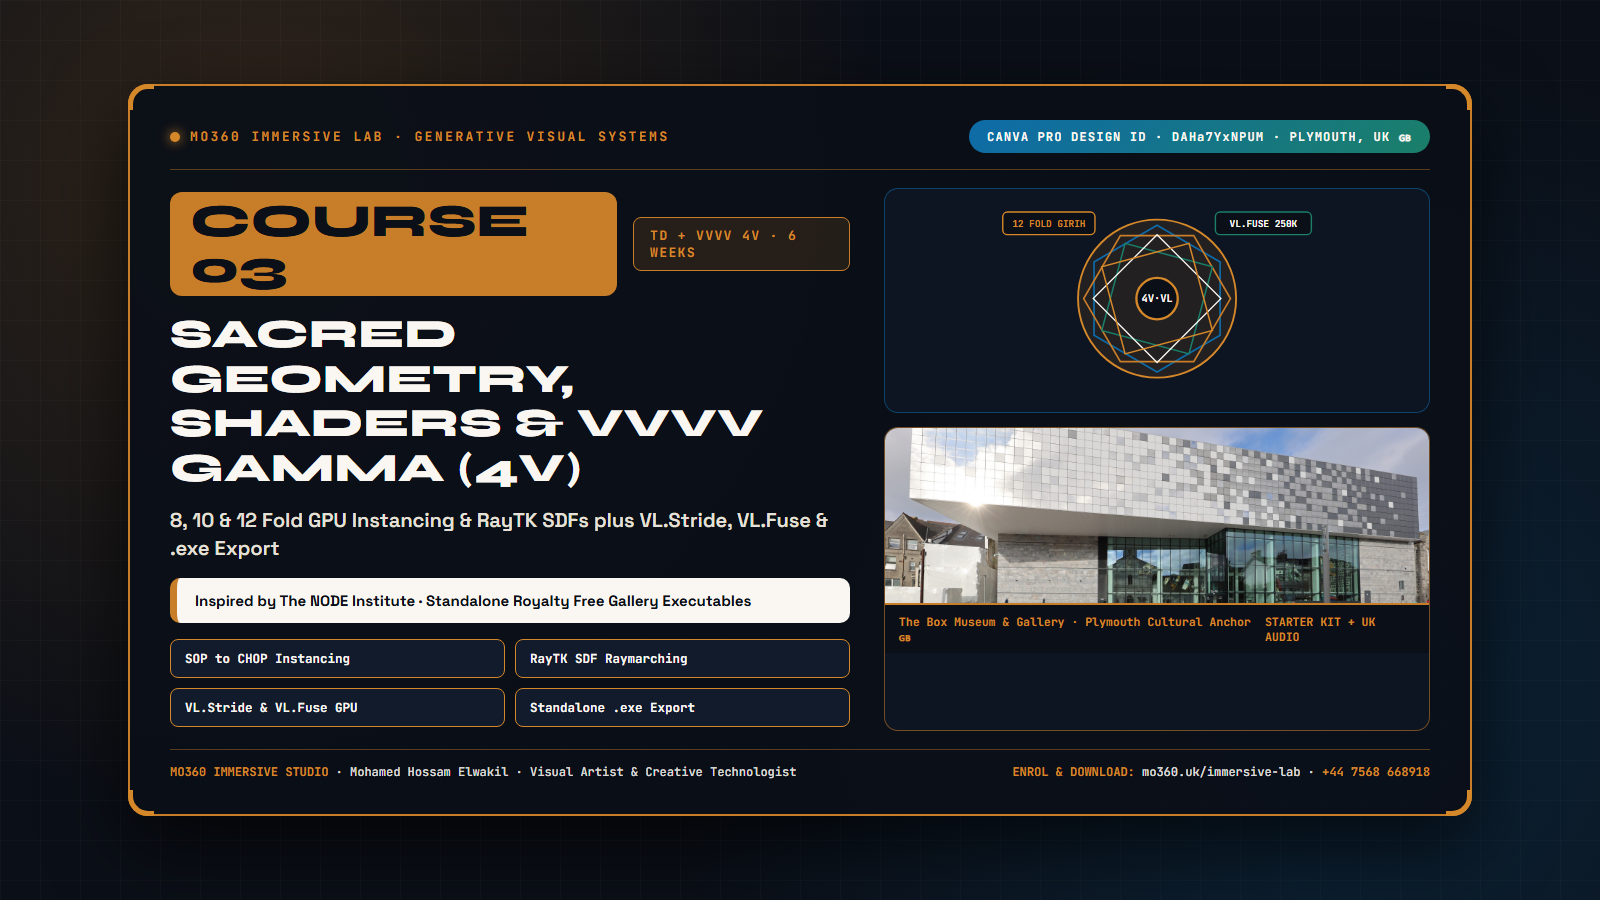 MO360 IMMERSIVE LAB · GENERATIVE VISUAL SYSTEMS
CANVA PRO DESIGN ID · DAHa7YxNPUM · PLYMOUTH, UK GB
COURSE
03
TD + VVVV 4V · 6
WEEKS
SACRED
GEOMETRY,
SHADERS & VVVV
GAMMA (4V)
8, 10 & 12 Fold GPU Instancing & RayTK SDFs plus VL.Stride, VL.Fuse &
.exe Export
Inspired by The NODE Institute · Standalone Royalty Free Gallery Executables
SOP to CHOP Instancing
RayTK SDF Raymarching
VL.Stride & VL.Fuse GPU
Standalone .exe Export
12 FOLD GIRIH
VL.FUSE 250K
4V·VL
The Box Museum & Gallery · Plymouth Cultural Anchor
GB
STARTER KIT + UK
AUDIO
MO360 IMMERSIVE STUDIO · Mohamed Hossam Elwakil · Visual Artist & Creative Technologist
ENROL & DOWNLOAD: mo360.uk/immersive-lab · +44 7568 668918